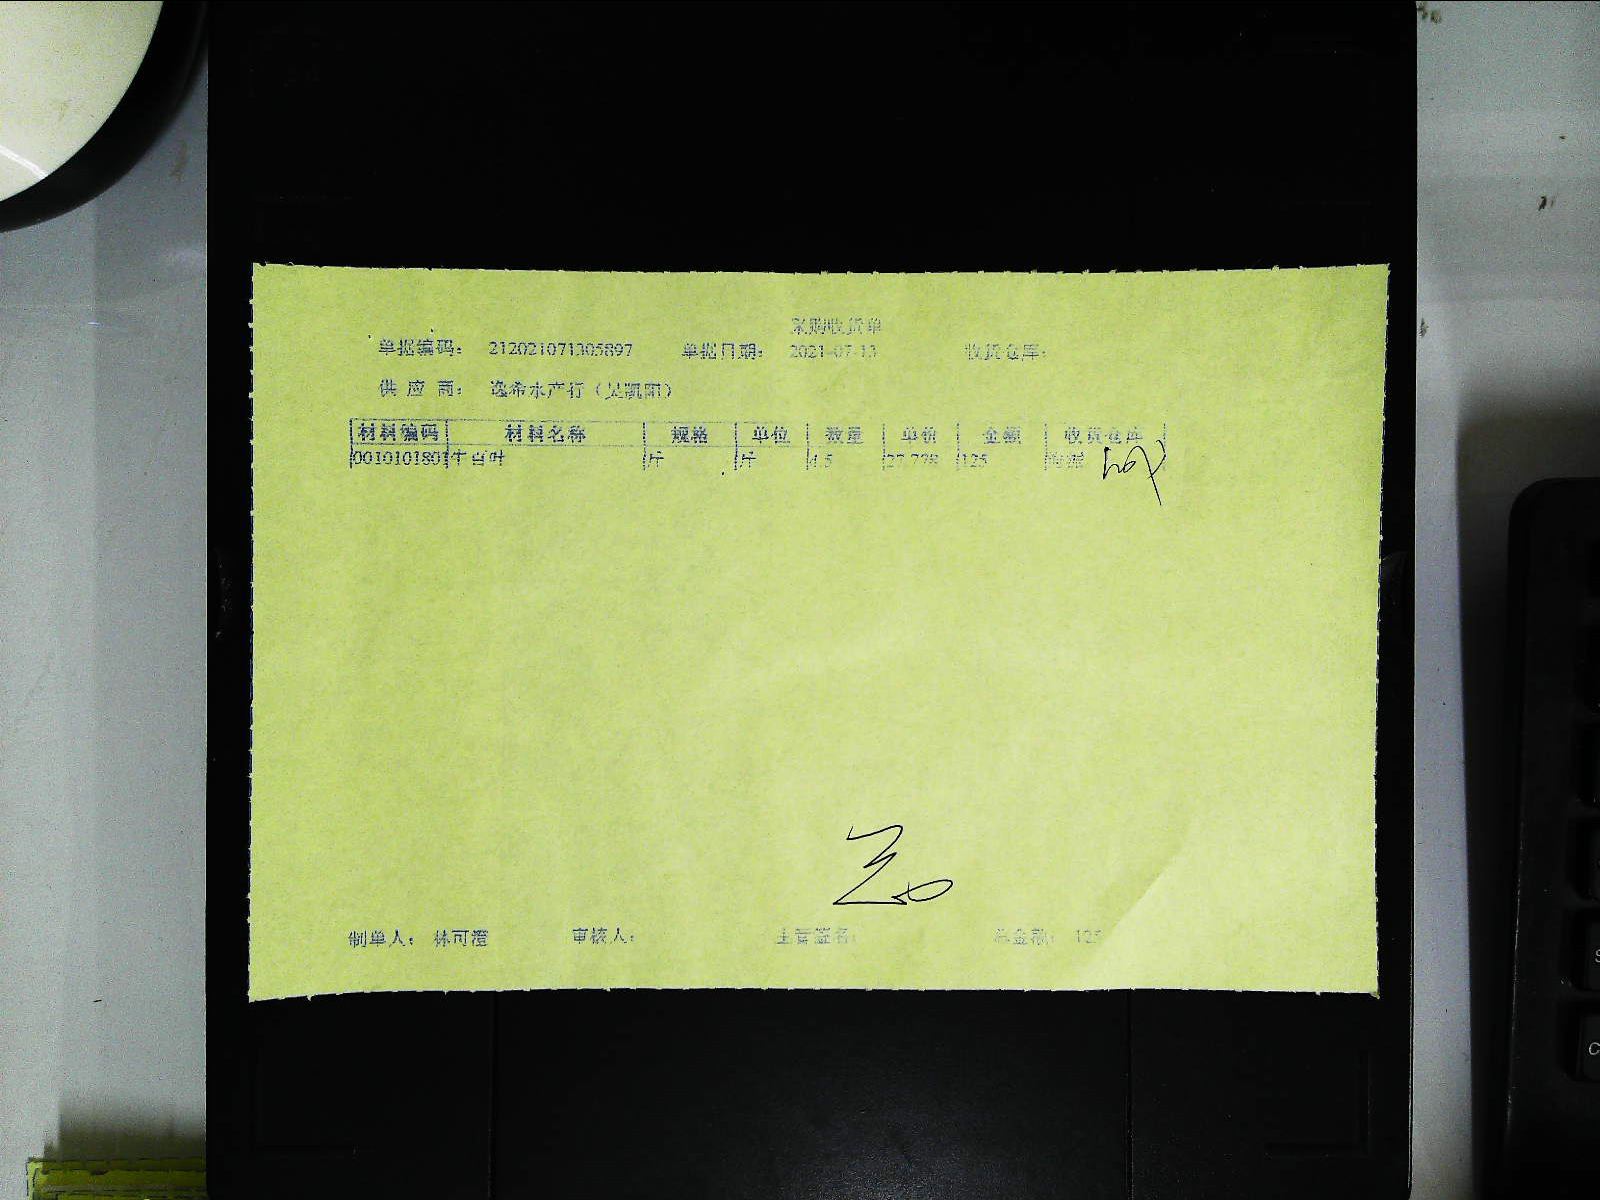 采购收货单
单据编码： 212021071305897 单据日期： 2021-07-13 收货仓库：
供 应 商： 逸希水产行（吴凯阳）
材料编码 材料名称 规格 单位 数量 单价 金额 收货仓库
0010101801 牛百叶 斤 斤 4.5 27.778 125
制单人： 林可澄 审核人： 主管签名： 总金额： 125